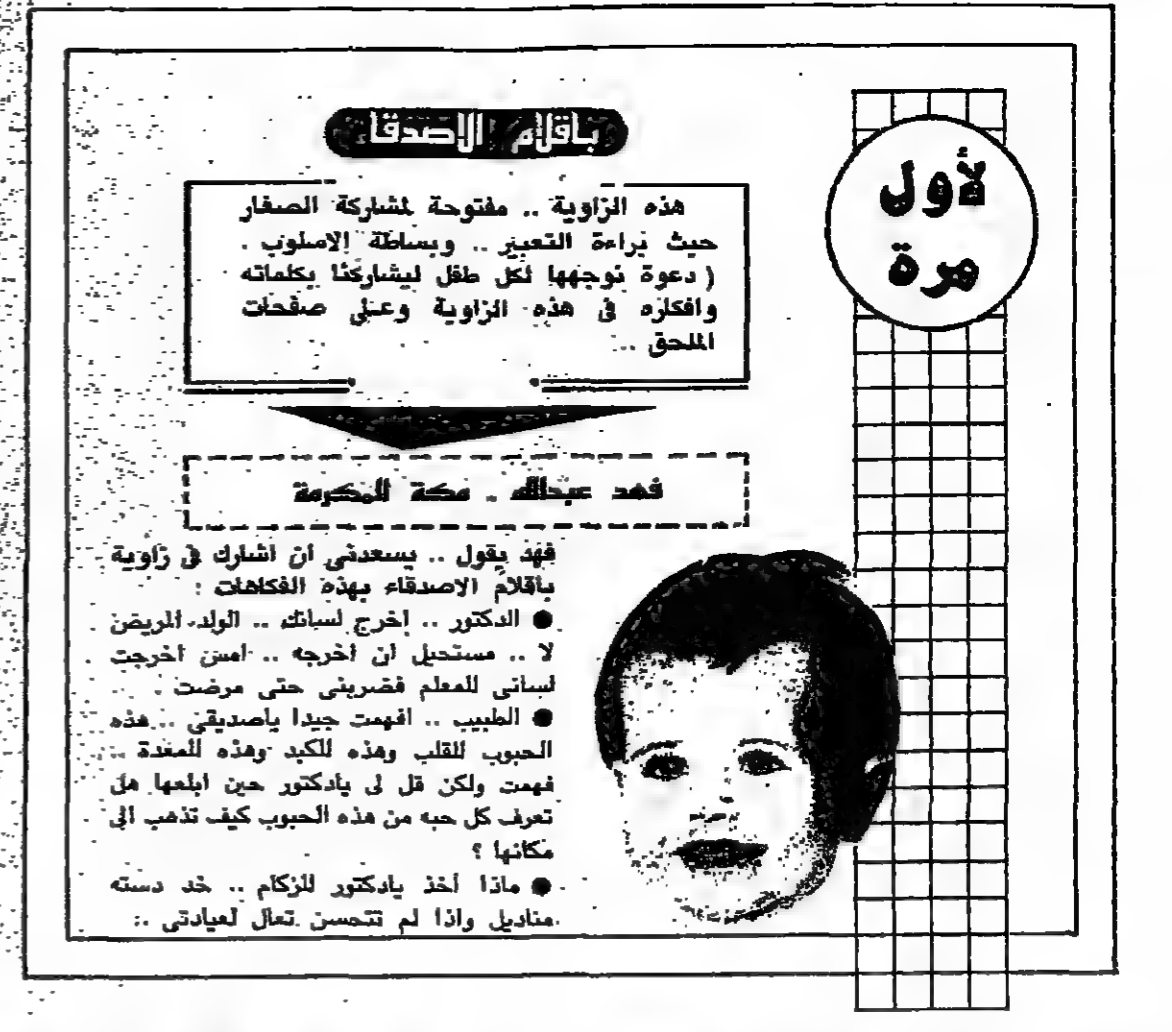 لأول
مرة
باقلام الاصدقاء
هذه الزاوية .. مفتوحة لمشاركة الصغار
حيث براءة التعبير .. وبساطة الاسلوب .
( دعوة نوجهها لكل طفل ليشاركنا بكلماته
وافكاره في هذه الزاوية وعلى صفحات
الملحق ..
فهد عبدالله - مكة المكرمة
فهد يقول .. يسعدني ان اشارك في زاوية
باقلام الاصدقاء بهذه الفكاهات :
● الدكتور .. اخرج لسانك .. الولد المريض
لا .. مستحيل ان اخرجه .. امس اخرجت
لساني للمعلم فضربني حتى مرضت .
● الطبيب .. افهمت جيدا ياصديقي .. هذه
الحبوب للقلب وهذه للكبد وهذه للمعدة ..
فهمت ولكن قل لى يادكتور حين ابلعها هل
تعرف كل حبه من هذه الحبوب كيف تذهب الى
مكانها ؟
● ماذا أخذ يادكتور للزكام .. خد دسته
مناديل واذا لم تتحسن تعال لعيادتي ..